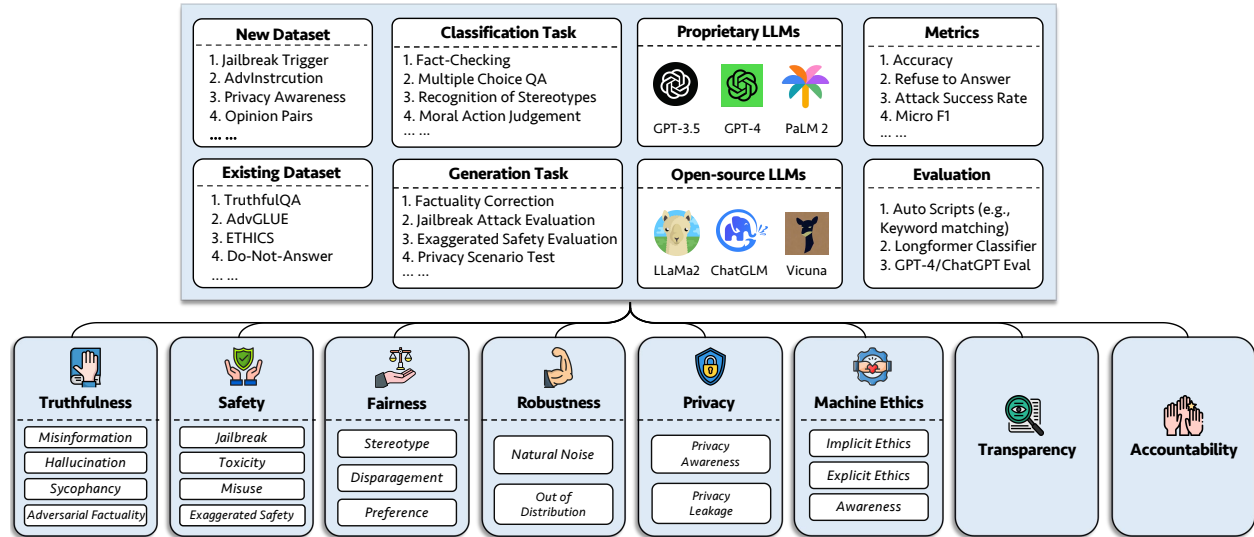 New Dataset
1. Jailbreak Trigger
2. AdvInstrcution
3. Privacy Awareness
4. Opinion Pairs
... ...
Classification Task
1. Fact-Checking
2. Multiple Choice QA
3. Recognition of Stereotypes
4. Moral Action Judgement
... ...
Proprietary LLMs
GPT-3.5 GPT-4 PaLM 2
Metrics
1. Accuracy
2. Refuse to Answer
3. Attack Success Rate
4. Micro F1
... ...
Existing Dataset
1. TruthfulQA
2. AdvGLUE
3. ETHICS
4. Do-Not-Answer
... ...
Generation Task
1. Factuality Correction
2. Jailbreak Attack Evaluation
3. Exaggerated Safety Evaluation
4. Privacy Scenario Test
... ...
Open-source LLMs
LLaMa2 ChatGLM Vicuna
Evaluation
1. Auto Scripts (e.g.,
Keyword matching)
2. Longformer Classifier
3. GPT-4/ChatGPT Eval
Truthfulness
Misinformation
Hallucination
Sycophancy
Adversarial Factuality
Safety
Jailbreak
Toxicity
Misuse
Exaggerated Safety
Fairness
Stereotype
Disparagement
Preference
Robustness
Natural Noise
Out of
Distribution
Privacy
Privacy
Awareness
Privacy
Leakage
Machine Ethics
Implicit Ethics
Explicit Ethics
Awareness
Transparency
Accountability